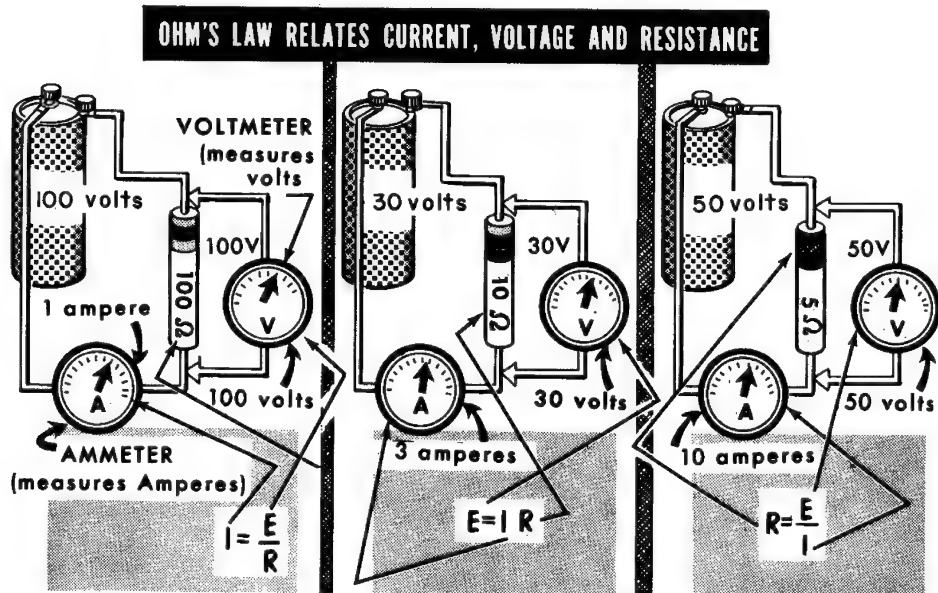 OHM'S LAW RELATES CURRENT, VOLTAGE AND RESISTANCE
VOLTMETER
(measures
volts
100 volts
100V
100 Ω
V
1 ampere
A
100 volts
AMMETER
(measures Amperes)
I = E
R
30 volts
30V
10 Ω
V
A
30 volts
3 amperes
E = I R
50 volts
50V
5 Ω
V
A
50 volts
10 amperes
R = E
I